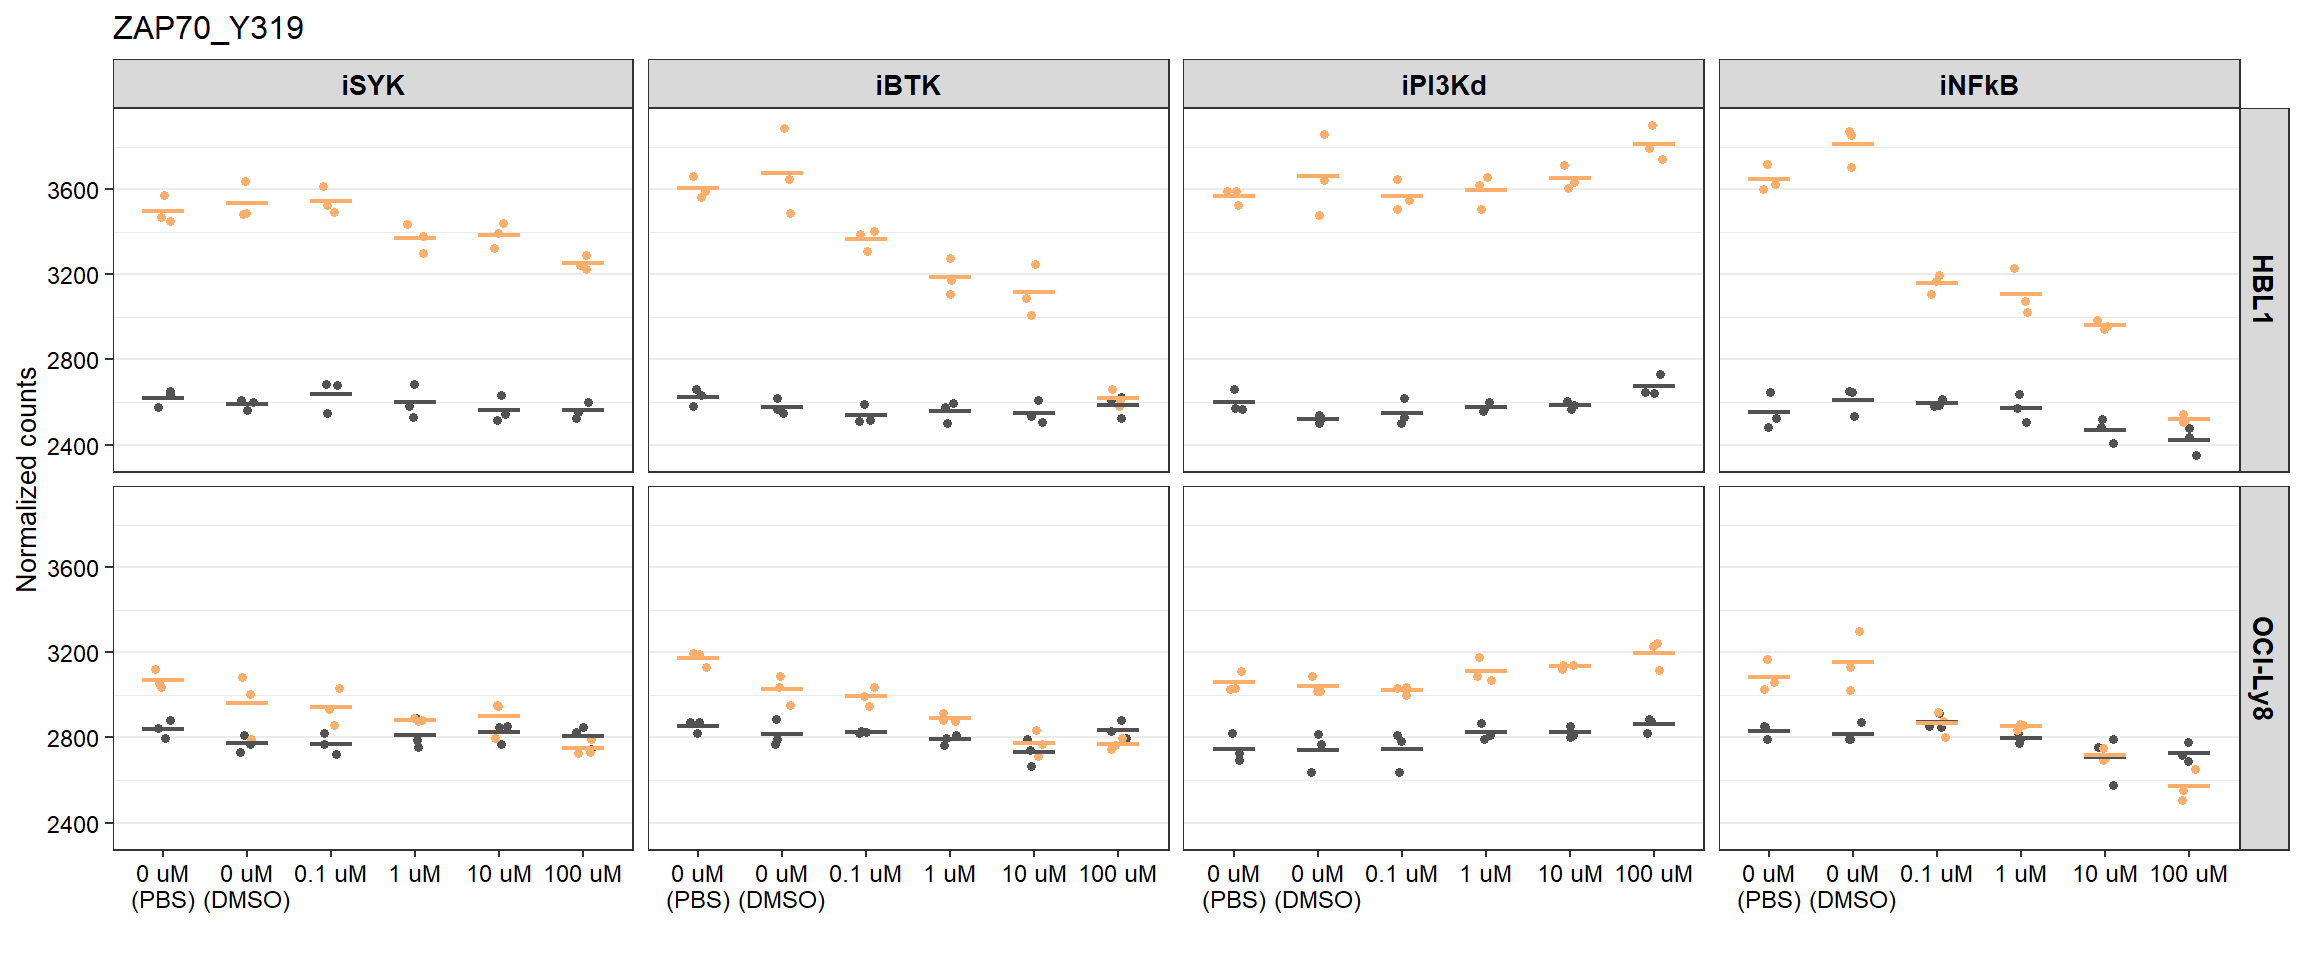 ZAP70_Y319
iSYK
iBTK
iPI3Kd
iNFkB
Normalized counts
3600
3200
2800
2400
HBL1
3600
3200
2800
2400
OCI-Ly8
0 uM 0 uM 0.1 uM 1 uM 10 uM 100 uM
(PBS) (DMSO)
0 uM 0 uM 0.1 uM 1 uM 10 uM 100 uM
(PBS) (DMSO)
0 uM 0 uM 0.1 uM 1 uM 10 uM 100 uM
(PBS) (DMSO)
0 uM 0 uM 0.1 uM 1 uM 10 uM 100 uM
(PBS) (DMSO)